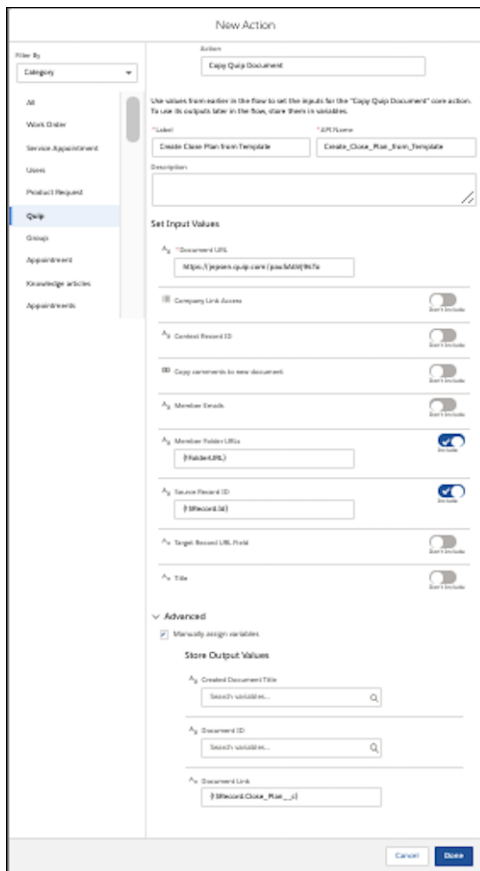 New Action
Filter By
Category
All
Work Order
Service Appointment
Users
Product Request
Quip
Group
Appointment
Knowledge articles
Appointments
Action
Copy Quip Document
Use values from earlier in the flow to set the inputs for the "Copy Quip Document" core action.
To use its outputs later in the flow, store them in variables.
*Label
*API Name
Create Close Plan from Template
Create_Close_Plan_from_Template
Description
Set Input Values
*Document URL
Company Link Access
Don't Include
Context Record ID
Don't Include
Copy comments to new document
Don't Include
Member Emails
Don't Include
Member Folder URLs
Include
{!FolderURL}
Source Record ID
Include
{!$Record.Id}
Target Record URL Field
Don't Include
Title
Don't Include
Advanced
Manually assign variables
Store Output Values
Created Document Title
Search variables...
Document ID
Search variables...
Document Link
{!$Record.Close_Plan__c}
Cancel
Done